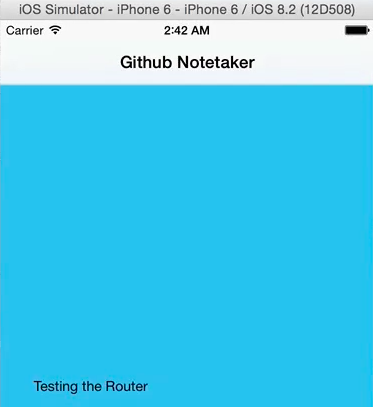 iOS Simulator - iPhone 6 - iPhone 6 / iOS 8.2 (12D508)
Carrier 2:42 AM
Github Notetaker
Testing the Router